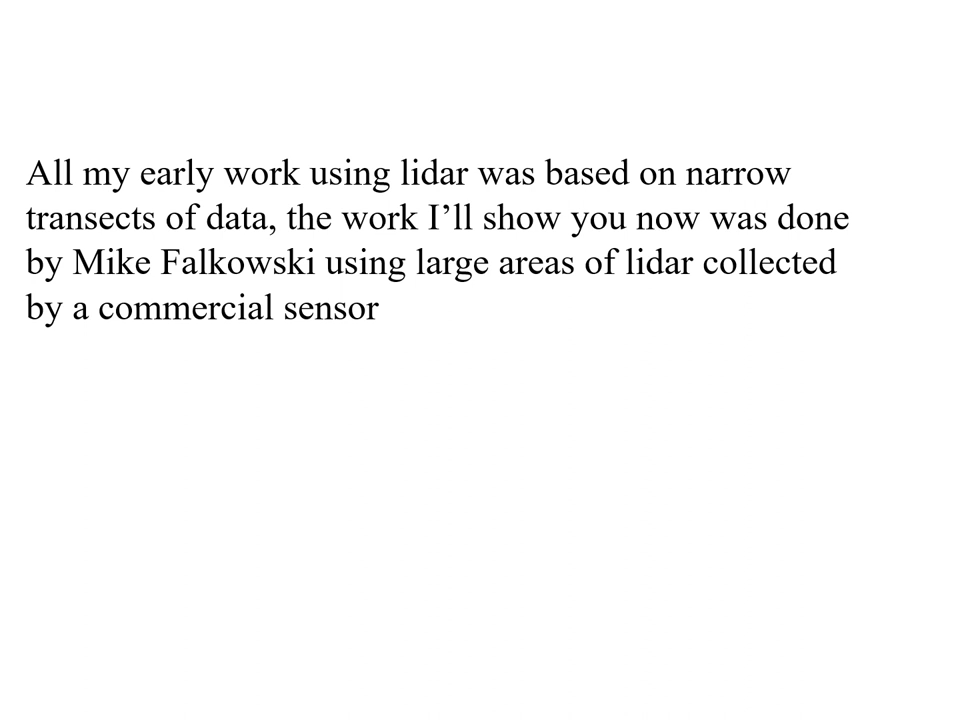 All my early work using lidar was based on narrow
transects of data, the work I’ll show you now was done
by Mike Falkowski using large areas of lidar collected
by a commercial sensor